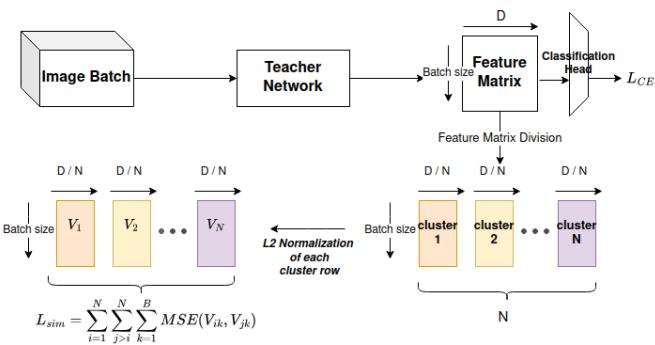 D
Image Batch
Teacher
Network
Batch size
Feature
Matrix
Classification
Head
L_{CE}
Feature Matrix Division
D / N
D / N
D / N
D / N
D / N
D / N
Batch size
V_1
V_2
V_N
L2 Normalization
of each
cluster row
Batch size
cluster
1
cluster
2
cluster
N
N
L_{sim} = \sum_{i=1}^{N} \sum_{j>i}^{N} \sum_{k=1}^{B} MSE(V_{ik}, V_{jk})